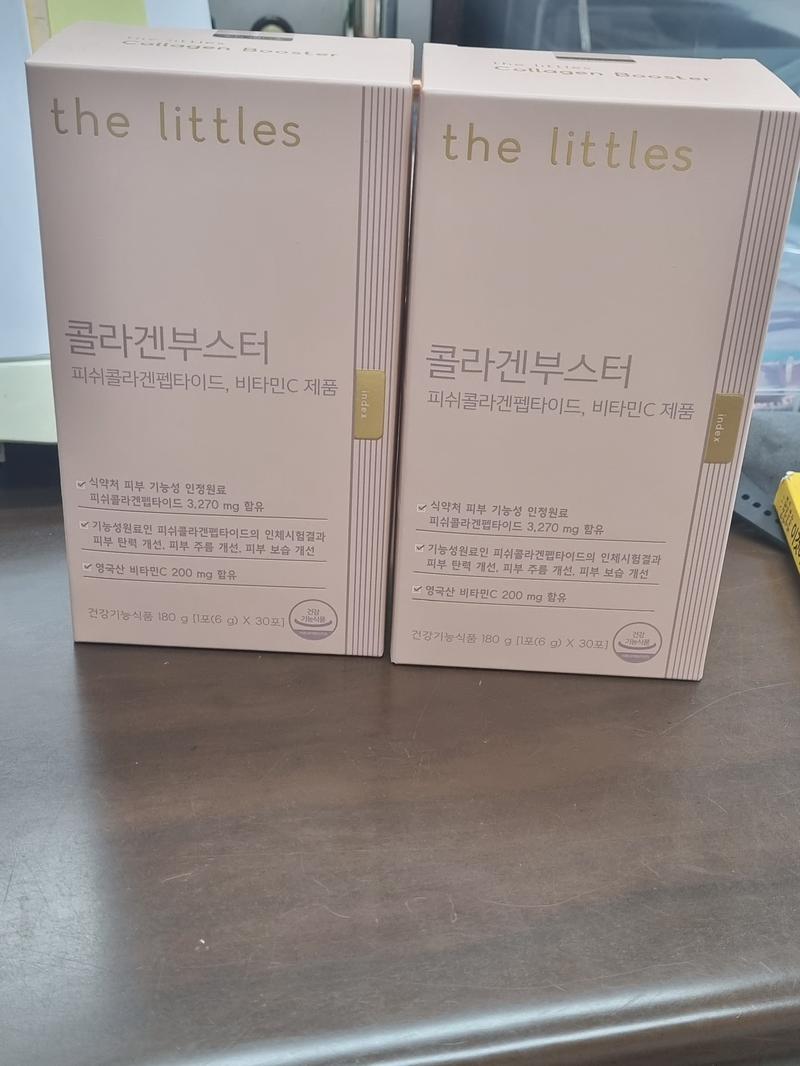 Collagen Booster
the littles
콜라겐부스터
피쉬콜라겐펩타이드, 비타민C 제품
index
식약처 피부 기능성 인정원료
피쉬콜라겐펩타이드 3,270 mg 함유
기능성원료인 피쉬콜라겐펩타이드의 인체시험결과
피부 탄력 개선, 피부 주름 개선, 피부 보습 개선
영국산 비타민C 200 mg 함유
건강기능식품 180 g [1포(6 g) X 30포]
건강
기능식품
the littles
Collagen Booster
the littles
콜라겐부스터
피쉬콜라겐펩타이드, 비타민C 제품
index
식약처 피부 기능성 인정원료
피쉬콜라겐펩타이드 3,270 mg 함유
기능성원료인 피쉬콜라겐펩타이드의 인체시험결과
피부 탄력 개선, 피부 주름 개선, 피부 보습 개선
영국산 비타민C 200 mg 함유
건강기능식품 180 g [1포(6 g) X 30포]
건강
기능식품